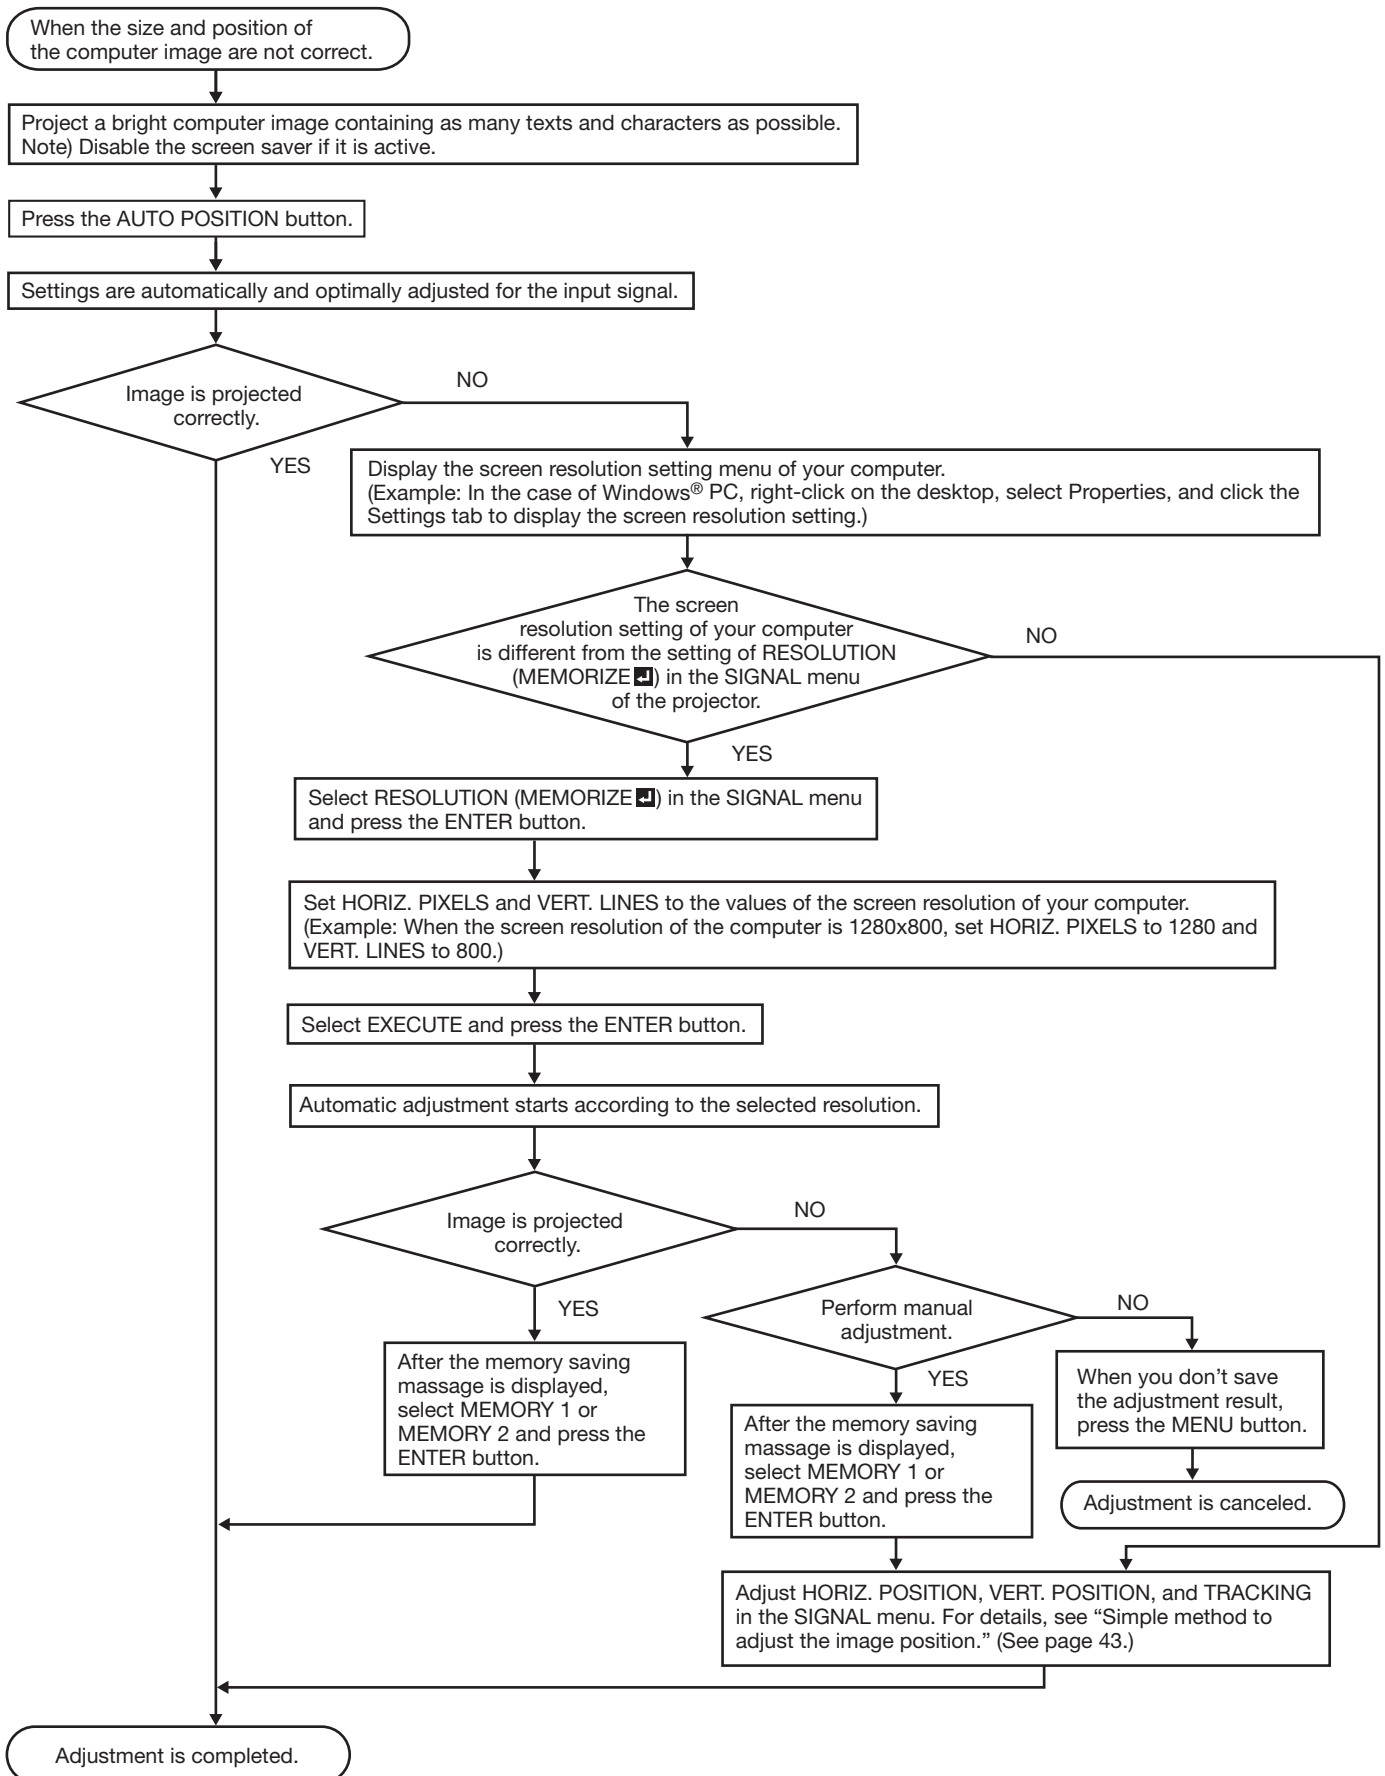 When the size and position of
the computer image are not correct.
Project a bright computer image containing as many texts and characters as possible.
Note) Disable the screen saver if it is active.
Press the AUTO POSITION button.
Settings are automatically and optimally adjusted for the input signal.
Image is projected
correctly.
NO
YES
Display the screen resolution setting menu of your computer.
(Example: In the case of Windows® PC, right-click on the desktop, select Properties, and click the
Settings tab to display the screen resolution setting.)
The screen
resolution setting of your computer
is different from the setting of RESOLUTION
(MEMORIZE ↵) in the SIGNAL menu
of the projector.
NO
YES
Select RESOLUTION (MEMORIZE ↵) in the SIGNAL menu
and press the ENTER button.
Set HORIZ. PIXELS and VERT. LINES to the values of the screen resolution of your computer.
(Example: When the screen resolution of the computer is 1280x800, set HORIZ. PIXELS to 1280 and
VERT. LINES to 800.)
Select EXECUTE and press the ENTER button.
Automatic adjustment starts according to the selected resolution.
Image is projected
correctly.
NO
YES
Perform manual
adjustment.
NO
YES
After the memory saving
massage is displayed,
select MEMORY 1 or
MEMORY 2 and press the
ENTER button.
After the memory saving
massage is displayed,
select MEMORY 1 or
MEMORY 2 and press the
ENTER button.
When you don't save
the adjustment result,
press the MENU button.
Adjustment is canceled.
Adjust HORIZ. POSITION, VERT. POSITION, and TRACKING
in the SIGNAL menu. For details, see “Simple method to
adjust the image position.” (See page 43.)
Adjustment is completed.